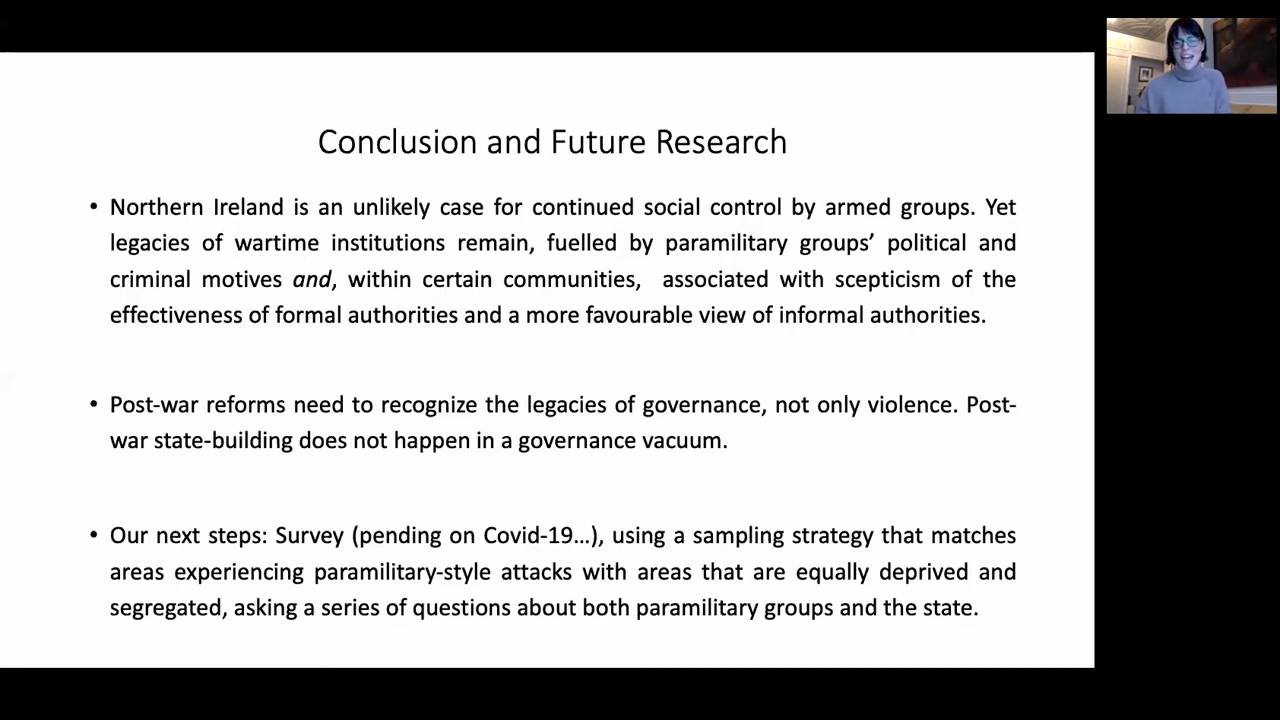 Conclusion and Future Research
• Northern Ireland is an unlikely case for continued social control by armed groups. Yet
legacies of wartime institutions remain, fuelled by paramilitary groups’ political and
criminal motives and, within certain communities,  associated with scepticism of the
effectiveness of formal authorities and a more favourable view of informal authorities.
• Post-war reforms need to recognize the legacies of governance, not only violence. Post-
war state-building does not happen in a governance vacuum.
• Our next steps: Survey (pending on Covid-19…), using a sampling strategy that matches
areas experiencing paramilitary-style attacks with areas that are equally deprived and
segregated, asking a series of questions about both paramilitary groups and the state.